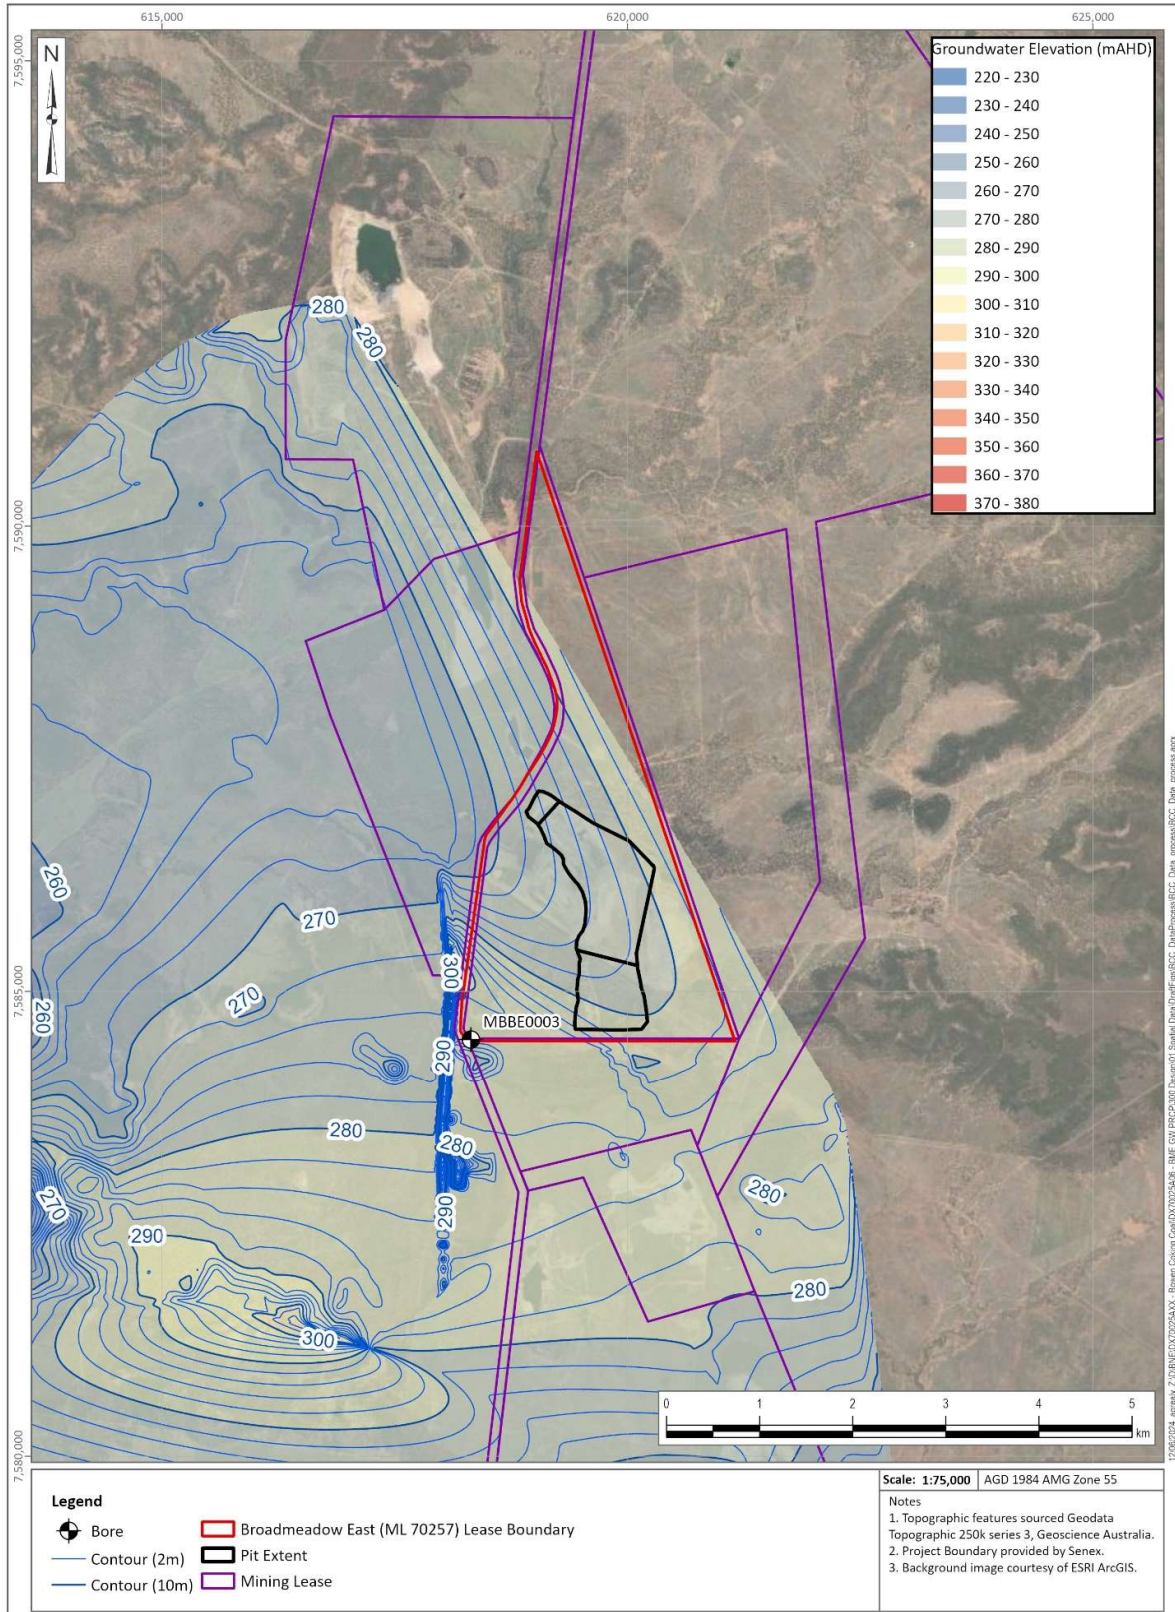 615,000
620,000
625,000
7,595,000
N
Groundwater Elevation (mAHD)
220 - 230
230 - 240
240 - 250
250 - 260
260 - 270
270 - 280
280 - 290
290 - 300
300 - 310
310 - 320
320 - 330
330 - 340
340 - 350
350 - 360
360 - 370
370 - 380
280
280
7,590,000
260
270
300
270
260
7,585,000
MBBE0003
290
280
280
270
290
280
290
280
300
7,580,000
0 1 2 3 4 5
km
Legend
Bore
Contour (2m)
Contour (10m)
Broadmeadow East (ML 70257) Lease Boundary
Pit Extent
Mining Lease
Scale: 1:75,000 AGD 1984 AMG Zone 55
Notes
1. Topographic features sourced Geodata
Topographic 250k series 3, Geoscience Australia.
2. Project Boundary provided by Senex.
3. Background image courtesy of ESRI ArcGIS.